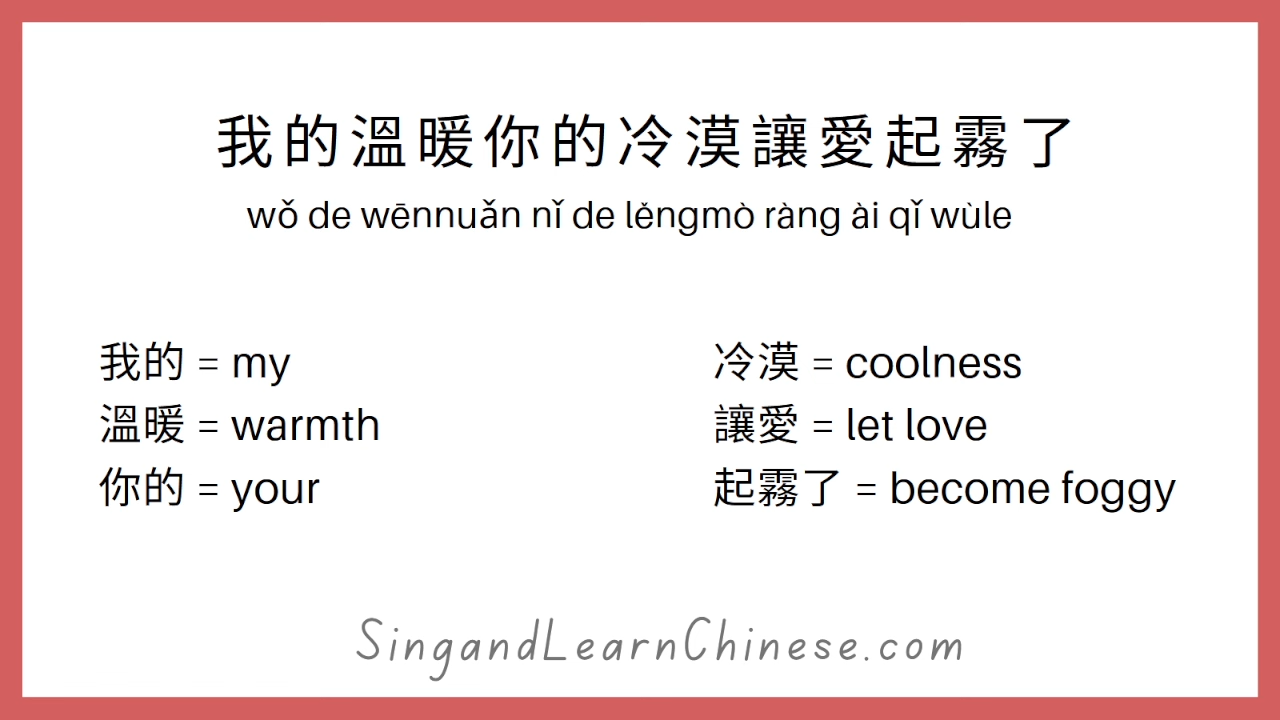 我的溫暖你的冷漠讓愛起霧了
wǒ de wēnnuǎn nǐ de lěngmò ràng ài qǐ wùle
我的 = my
溫暖 = warmth
你的 = your
冷漠 = coolness
讓愛 = let love
起霧了 = become foggy
SingandLearnChinese.com